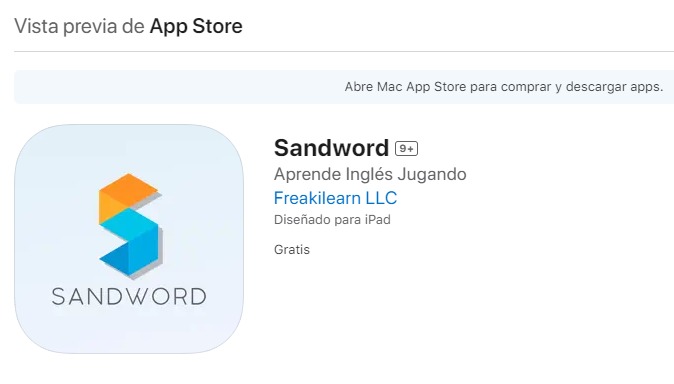 Vista previa de App Store
Abre Mac App Store para comprar y descargar apps.
Sandword 9+
Aprende Inglés Jugando
Freakilearn LLC
Diseñado para iPad
Gratis
SANDWORD